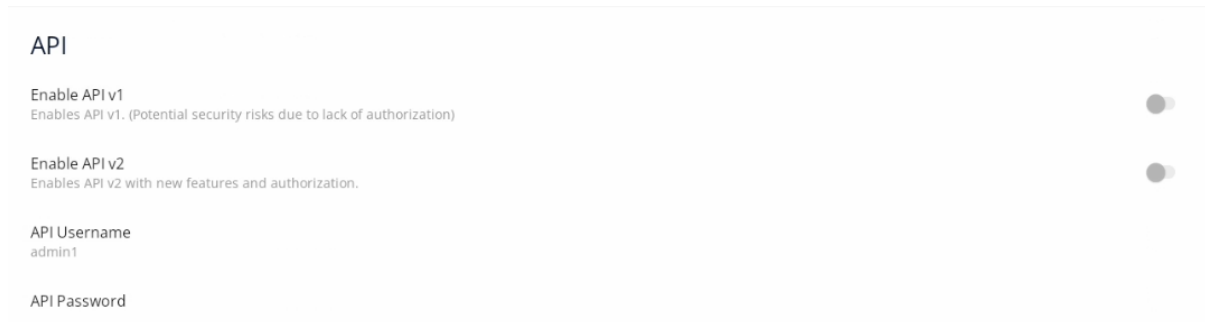 API
Enable API v1
Enables API v1. (Potential security risks due to lack of authorization)
Enable API v2
Enables API v2 with new features and authorization.
API Username
admin1
API Password